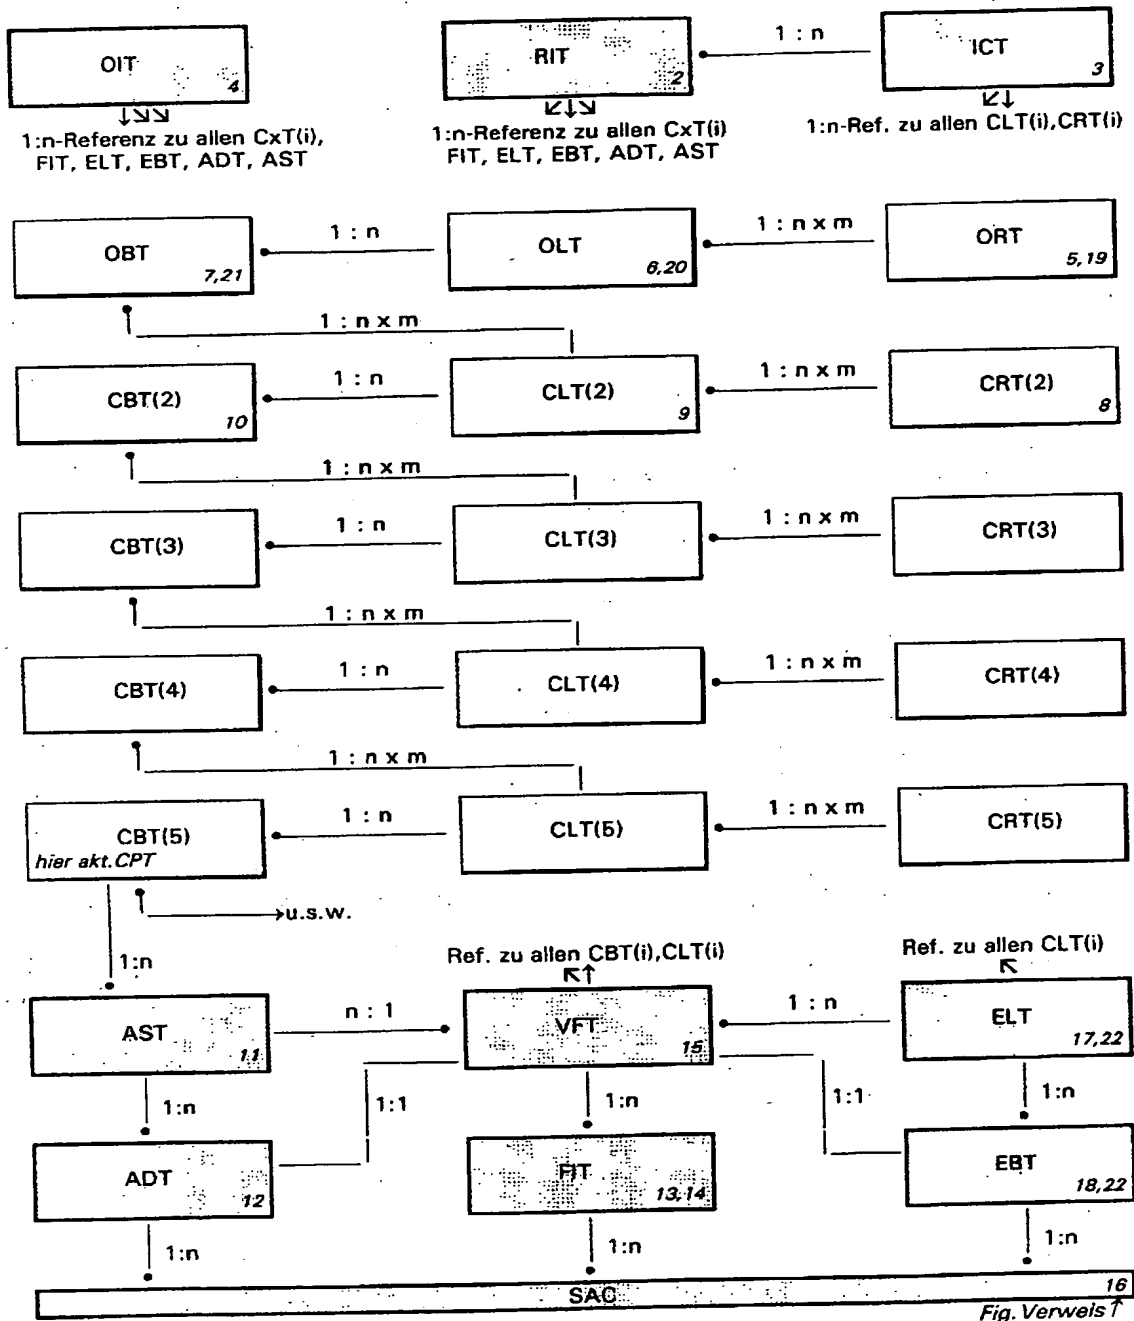 OIT
4
RIT
2
1 : n
ICT
3
↓↘↘
↙↓↘
↙↓
1:n-Referenz zu allen CxT(i),
FIT, ELT, EBT, ADT, AST
1:n-Referenz zu allen CxT(i)
FIT, ELT, EBT, ADT, AST
1:n-Ref. zu allen CLT(i),CRT(i)
OBT
7,21
1 : n
OLT
6,20
1 : n x m
ORT
5,19
1 : n x m
CBT(2)
10
1 : n
CLT(2)
9
1 : n x m
CRT(2)
8
1 : n x m
CBT(3)
1 : n
CLT(3)
1 : n x m
CRT(3)
1 : n x m
CBT(4)
1 : n
CLT(4)
1 : n x m
CRT(4)
1 : n x m
CBT(5)
hier akt.CPT
1 : n
CLT(5)
1 : n x m
CRT(5)
→u.s.w.
1:n
Ref. zu allen CBT(i),CLT(i)
↖↑
Ref. zu allen CLT(i)
↖
AST
11
n : 1
VFT
15
1 : n
ELT
17,22
1:n
1:1
1:n
1:1
1:n
ADT
12
FIT
13,14
EBT
18,22
1:n
1:n
1:n
SAC
16
Fig. Verweis↑